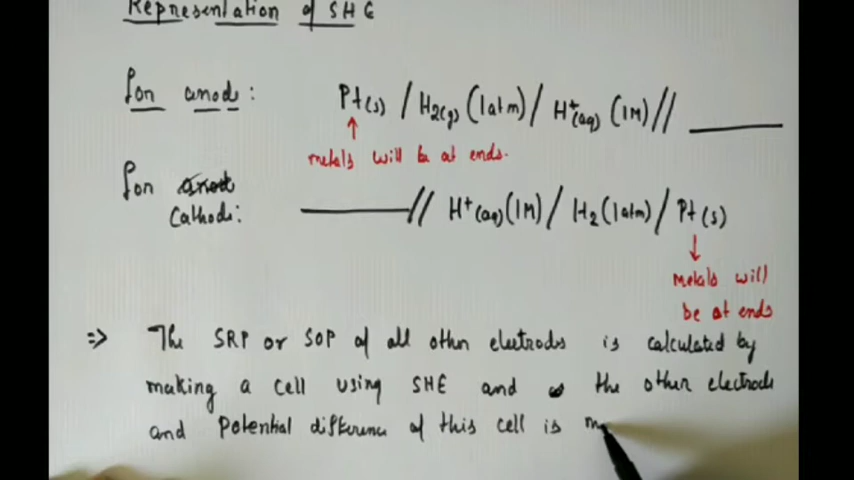 Representation of SHE
for anode: Pt(s) / H2(g) (1atm) / H+(aq) (1M) //
metals will be at ends.
for
Cathode: // H+(aq) (1M) / H2 (1atm) / Pt (s)
metals will
be at ends
=> The SRP or SOP of all other electrodes is calculated by
making a cell using SHE and the other electrode
and potential difference of this cell is